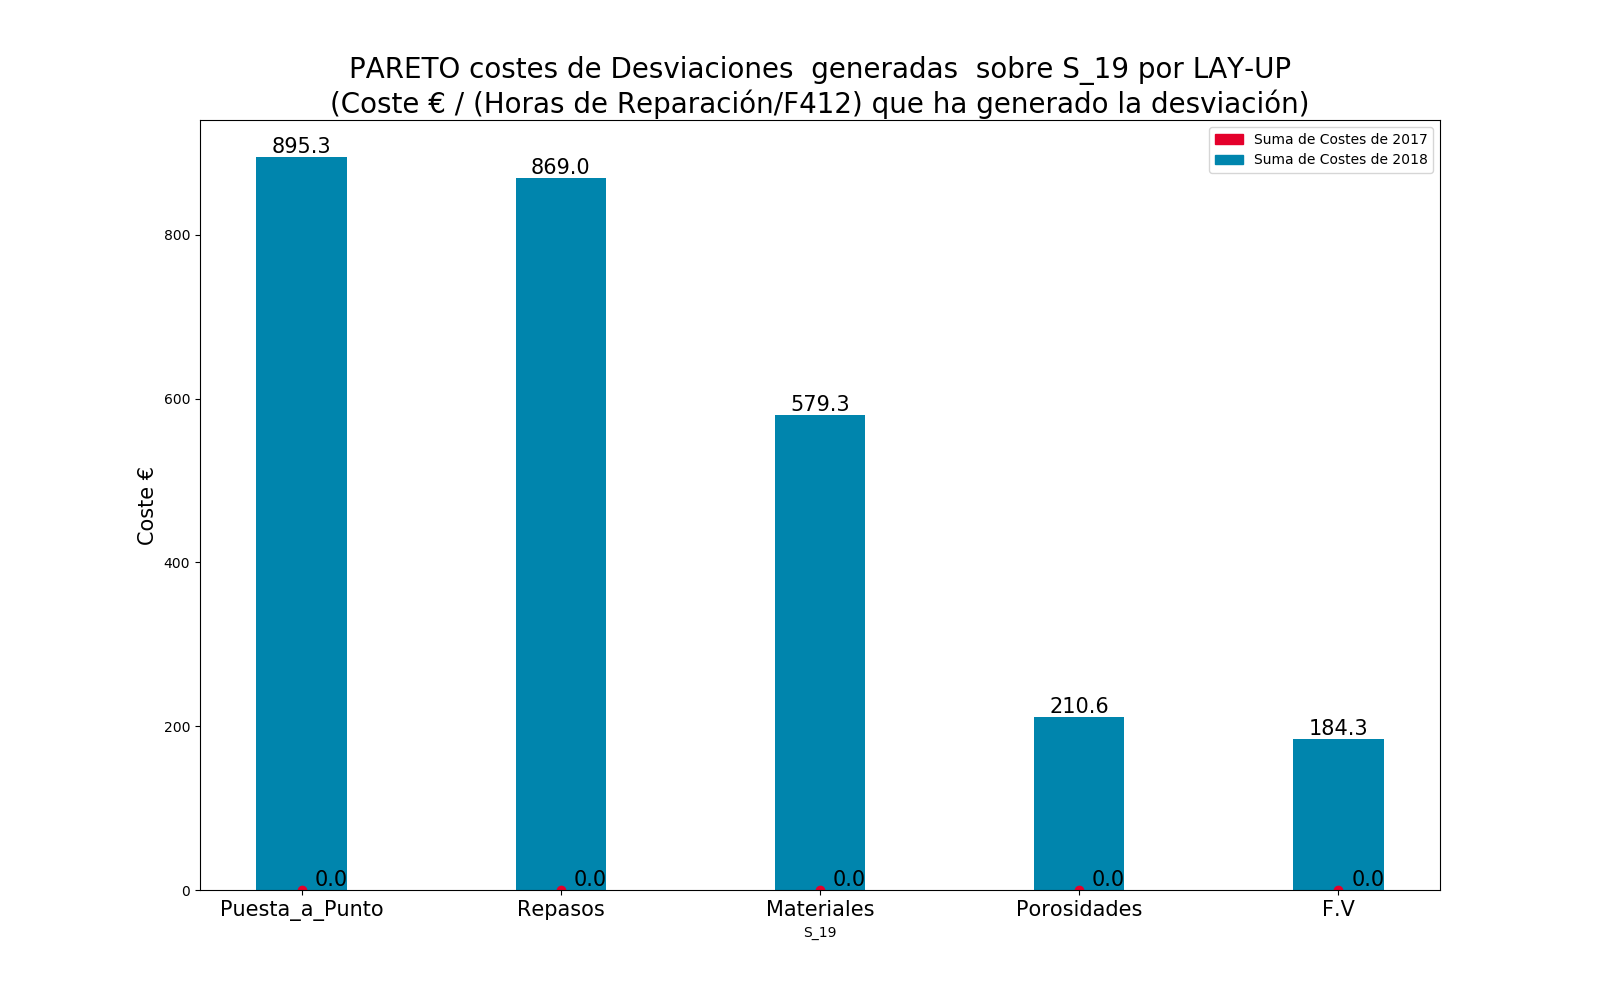 PARETO costes de Desviaciones  generadas  sobre S_19 por LAY-UP
(Coste € / (Horas de Reparación/F412) que ha generado la desviación)
Suma de Costes de 2017
Suma de Costes de 2018
895.3
869.0
579.3
210.6
184.3
800
600
400
200
0
Coste €
0.0
0.0
0.0
0.0
0.0
Puesta_a_Punto
Repasos
Materiales
Porosidades
F.V
S_19